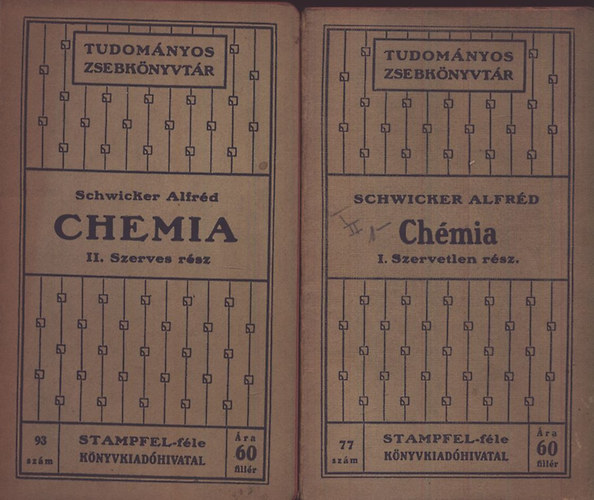 TUDOMÁNYOS
ZSEBKÖNYVTÁR
Schwicker Alfréd
CHEMIA
II. Szerves rész
93
szám
STAMPFEL-féle
KÖNYVKIADÓHIVATAL
Ára
60
fillér
TUDOMÁNYOS
ZSEBKÖNYVTÁR
SCHWICKER ALFRÉD
Chémia
I. Szervetlen rész.
77
szám
STAMPFEL-féle
KÖNYVKIADÓHIVATAL
Ára
60
fillér